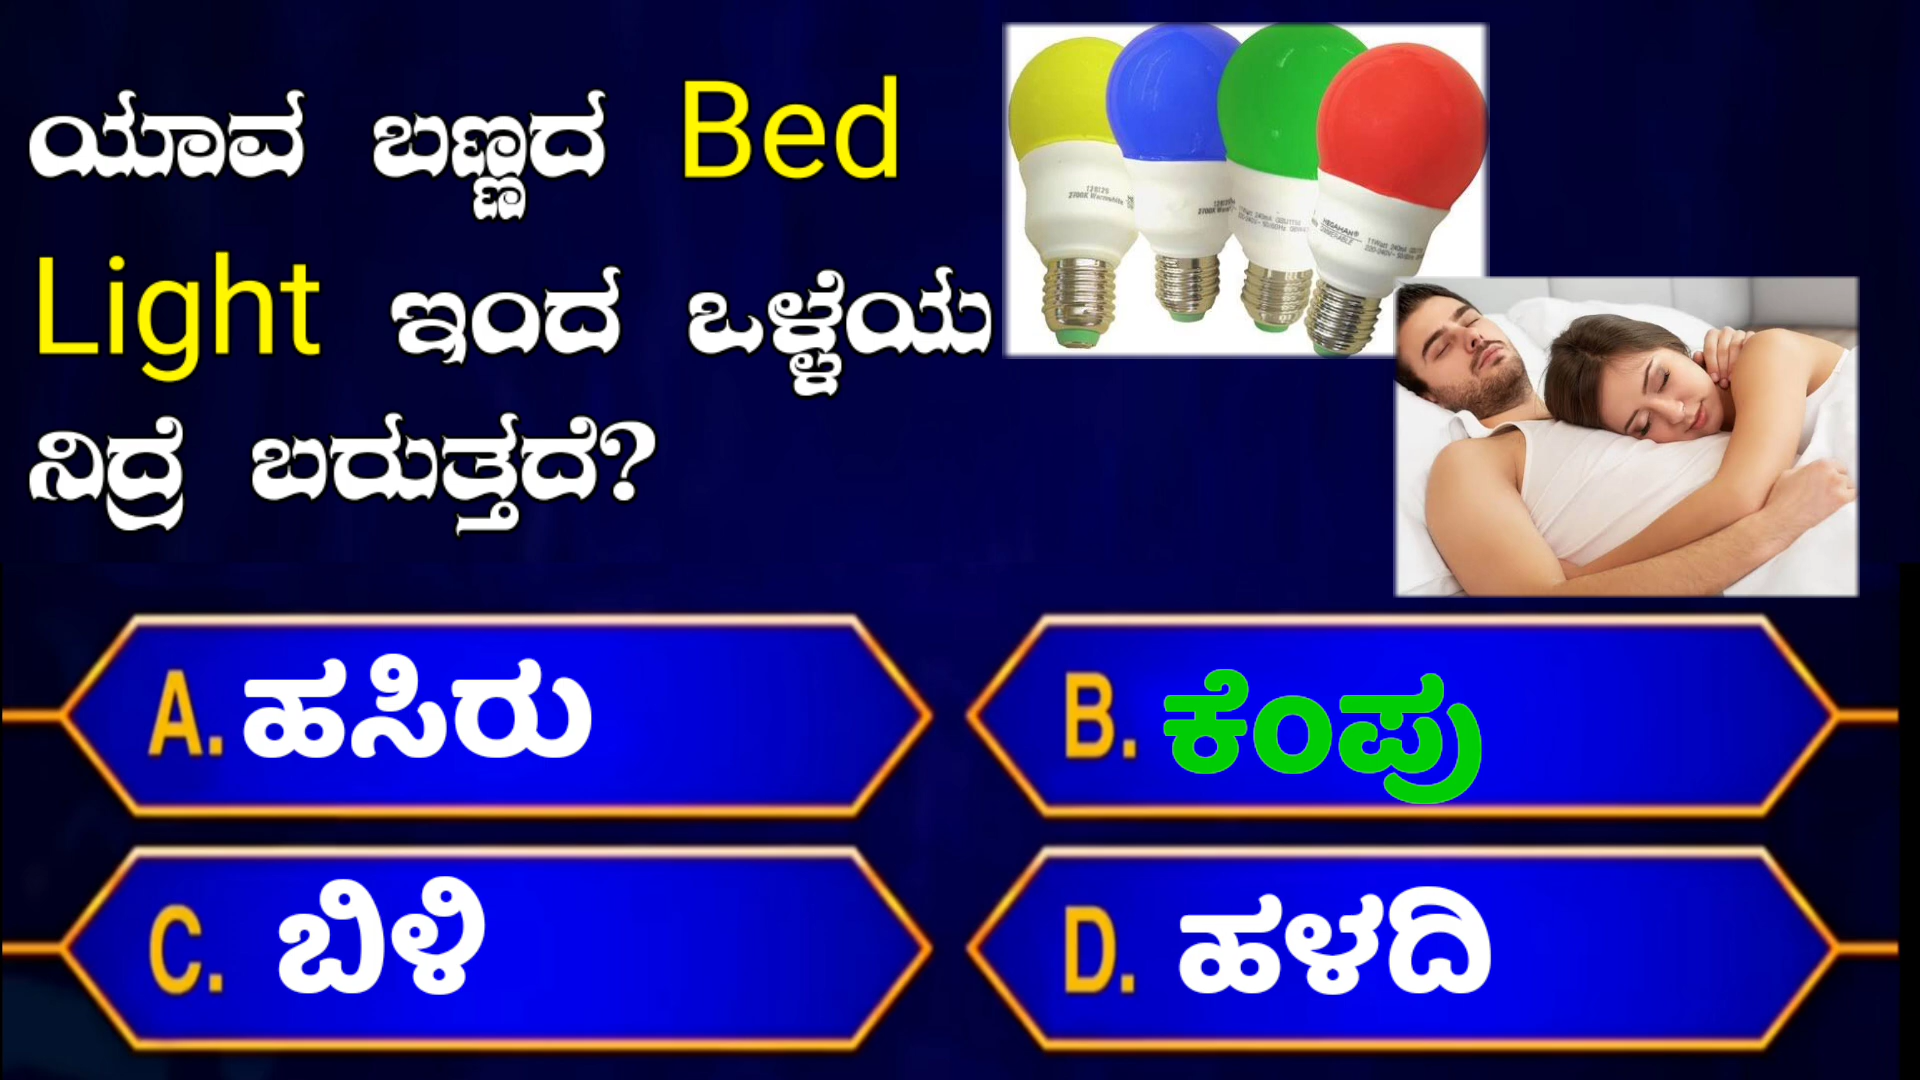 ಯಾವ ಬಣ್ಣದ Bed
Light ಇಂದ ಒಳ್ಳೆಯ
ನಿದ್ರೆ ಬರುತ್ತದೆ?
A. ಹಸಿರು
B. ಕೆಂಪು
C. ಬಿಳಿ
D. ಹಳದಿ